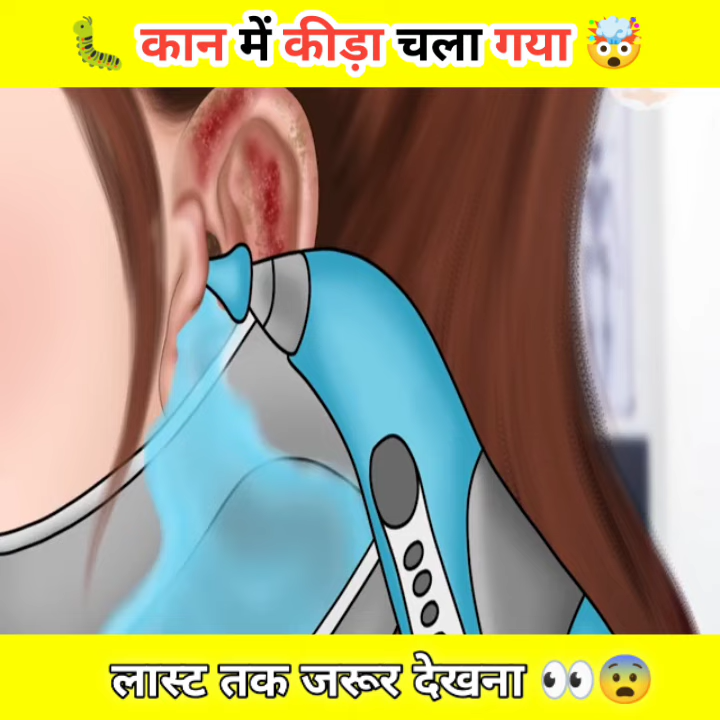 🐛 कान में कीड़ा चला गया 🤯
लास्ट तक जरूर देखना 👀😨